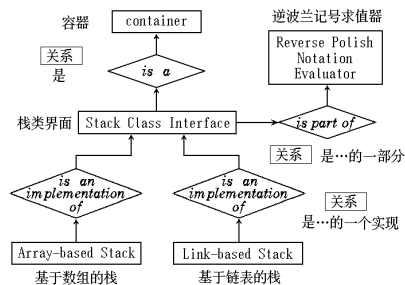 容器
container
逆波兰记号求值器
Reverse Polish
Notation
Evaluator
关系
是
is a
栈类界面
Stack Class Interface
is part of
关系
是…的一部分
is an
implementation
of
is an
implementation
of
关系
是…的一个实现
Array-based Stack
Link-based Stack
基于数组的栈
基于链表的栈